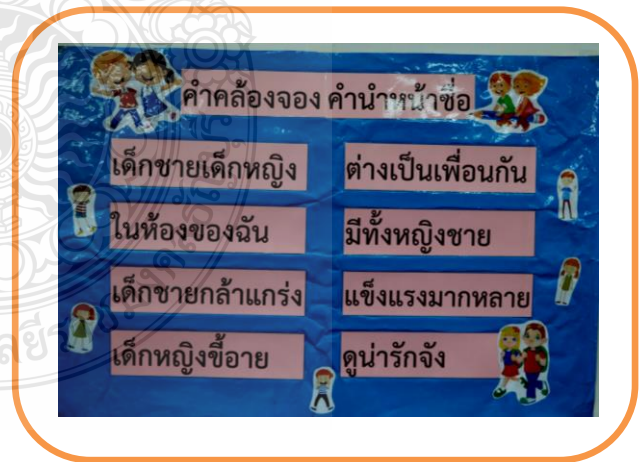 คำคล้องจอง คำนำหน้าชื่อ
เด็กชายเด็กหญิง ต่างเป็นเพื่อนกัน
ในห้องของฉัน มีทั้งหญิงชาย
เด็กชายกล้าแกร่ง แข็งแรงมากหลาย
เด็กหญิงขี้อาย ดูน่ารักจัง